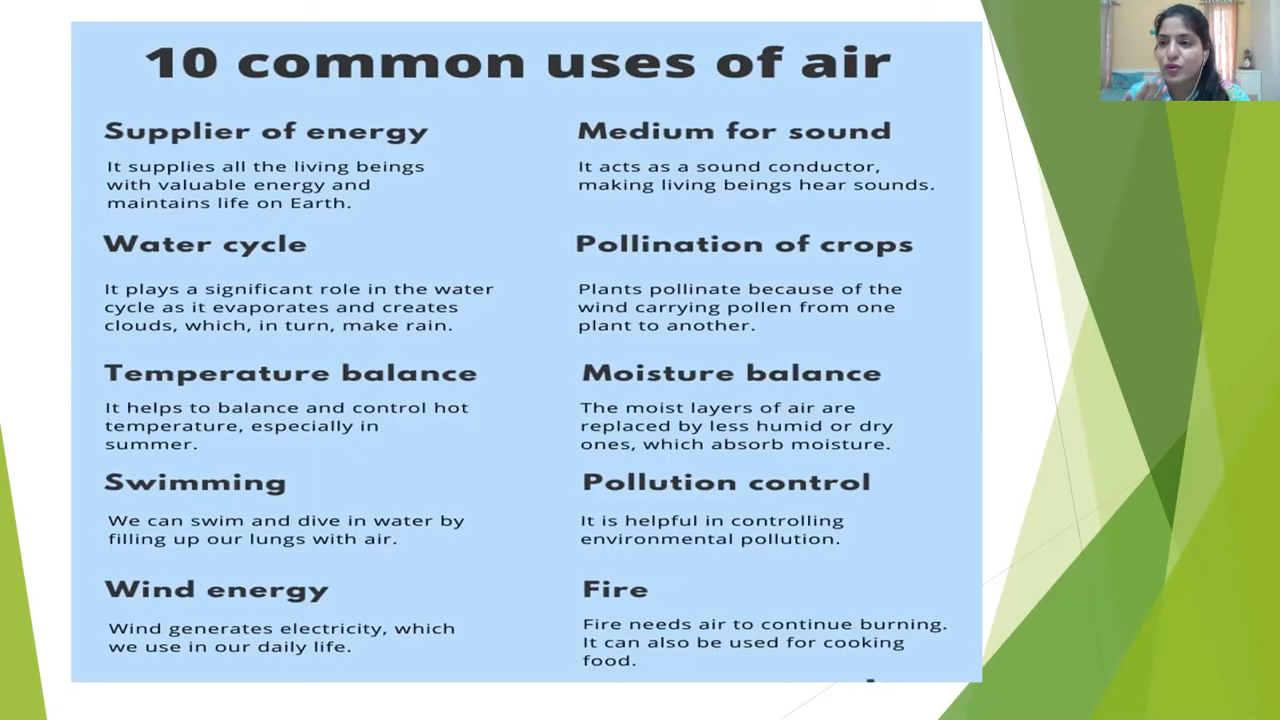 10 common uses of air
Supplier of energy
It supplies all the living beings
with valuable energy and
maintains life on Earth.
Medium for sound
It acts as a sound conductor,
making living beings hear sounds.
Water cycle
It plays a significant role in the water
cycle as it evaporates and creates
clouds, which, in turn, make rain.
Pollination of crops
Plants pollinate because of the
wind carrying pollen from one
plant to another.
Temperature balance
It helps to balance and control hot
temperature, especially in
summer.
Moisture balance
The moist layers of air are
replaced by less humid or dry
ones, which absorb moisture.
Swimming
We can swim and dive in water by
filling up our lungs with air.
Pollution control
It is helpful in controlling
environmental pollution.
Wind energy
Wind generates electricity, which
we use in our daily life.
Fire
Fire needs air to continue burning.
It can also be used for cooking
food.